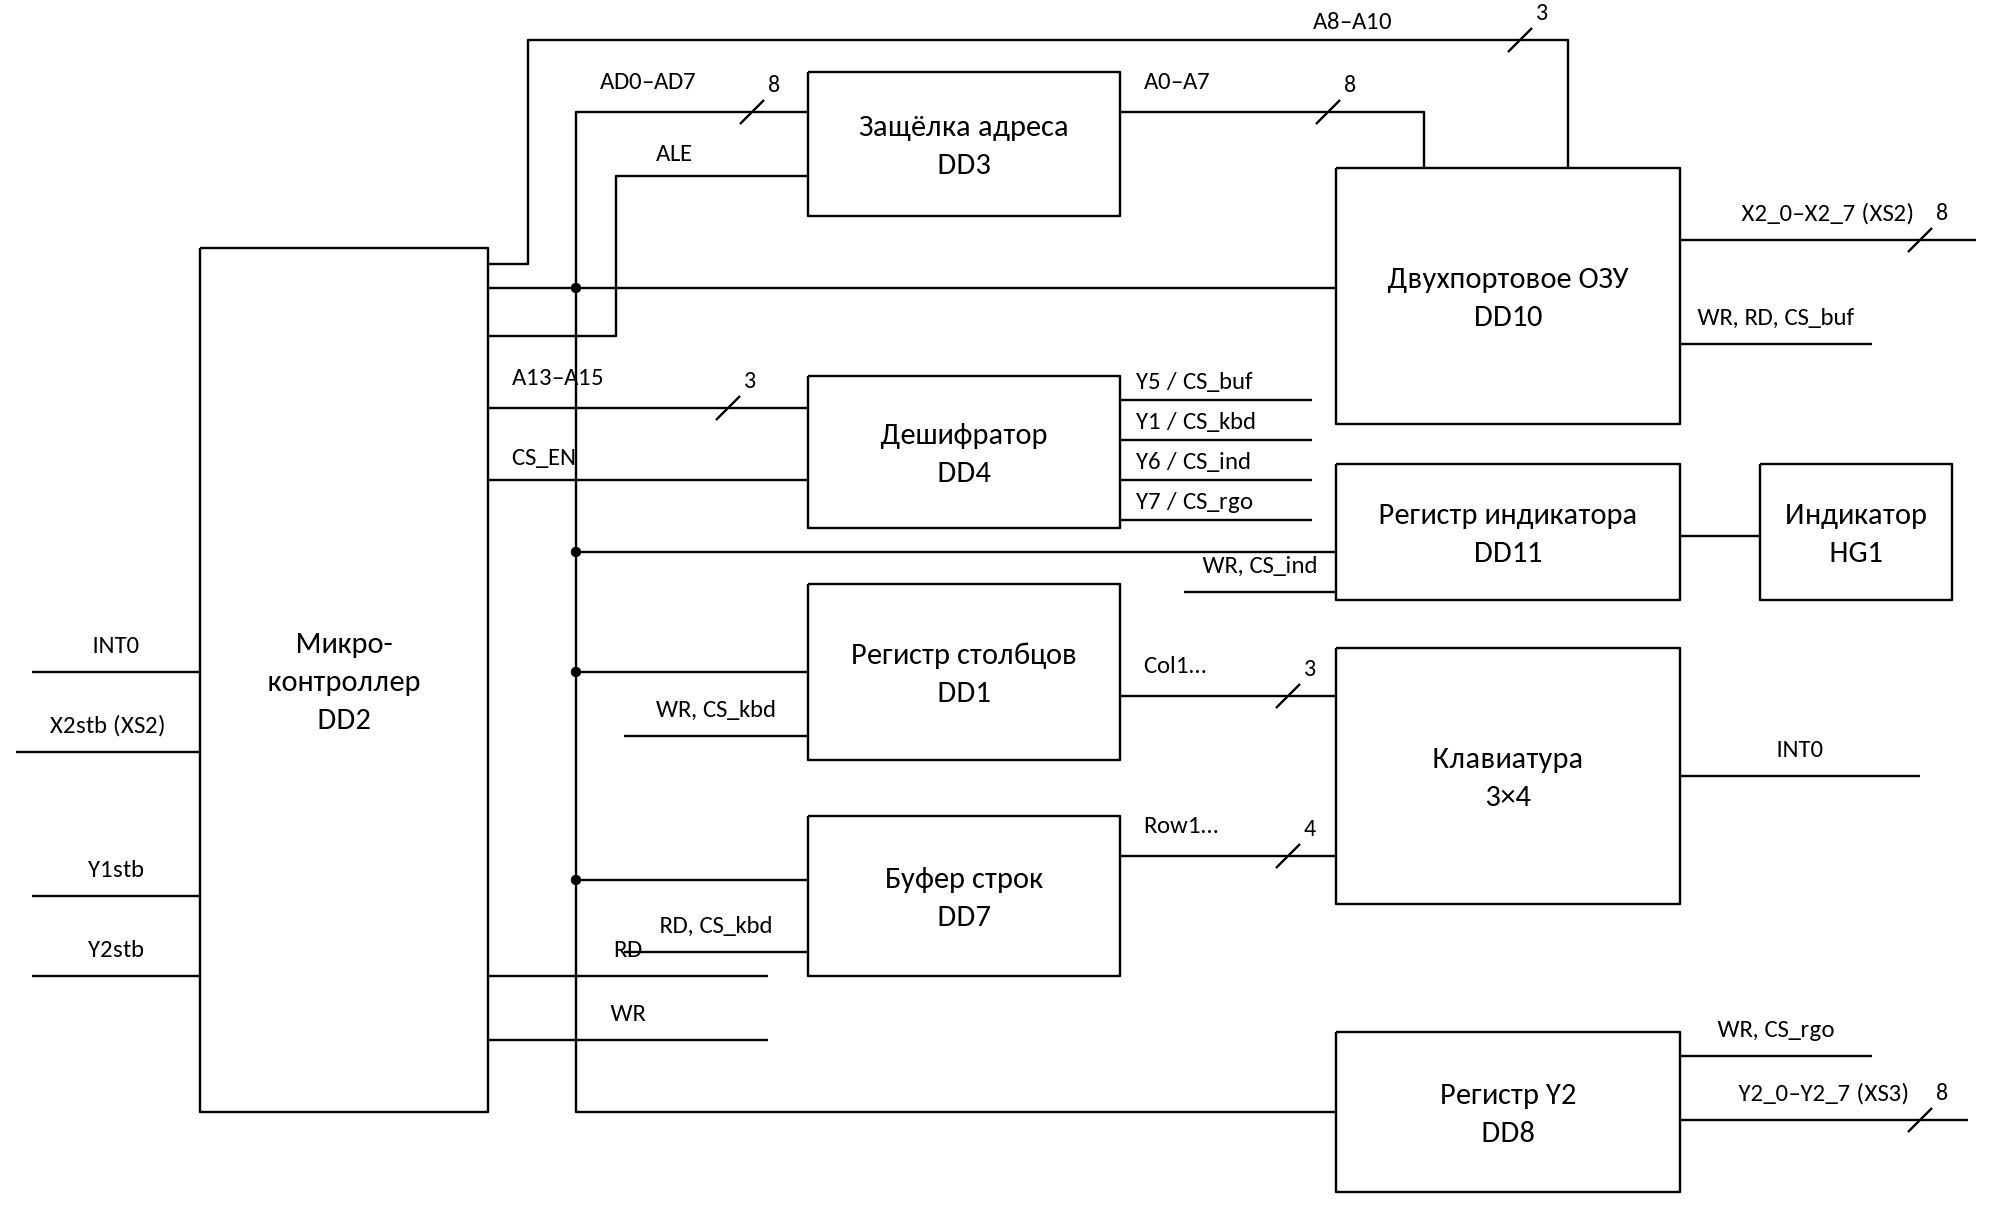 A8–A10
3
AD0–AD7
8
A0–A7
8
ALE
Защёлка адреса
DD3
X2_0–X2_7 (XS2)
8
Двухпортовое ОЗУ
DD10
WR, RD, CS_buf
A13–A15
3
CS_EN
Дешифратор
DD4
Y5 / CS_buf
Y1 / CS_kbd
Y6 / CS_ind
Y7 / CS_rgo
Регистр индикатора
DD11
Индикатор
HG1
WR, CS_ind
Микро-
контроллер
DD2
INT0
X2stb (XS2)
Y1stb
Y2stb
Регистр столбцов
DD1
WR, CS_kbd
Col1...
3
Клавиатура
3×4
INT0
Row1...
4
Буфер строк
DD7
RD, CS_kbd
RD
WR
Регистр Y2
DD8
WR, CS_rgo
Y2_0–Y2_7 (XS3)
8